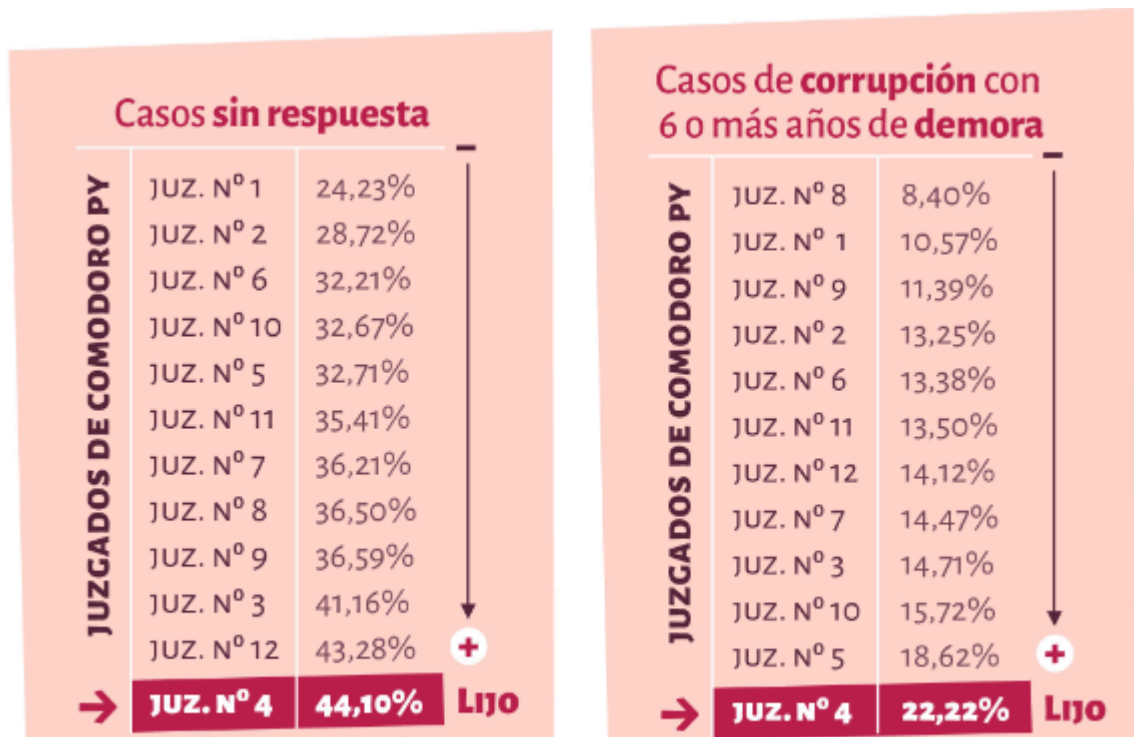 Casos sin respuesta
JUZGADOS DE COMODORO PY
JUZ. Nº 1 24,23%
JUZ. Nº 2 28,72%
JUZ. Nº 6 32,21%
JUZ. Nº 10 32,67%
JUZ. Nº 5 32,71%
JUZ. Nº 11 35,41%
JUZ. Nº 7 36,21%
JUZ. Nº 8 36,50%
JUZ. Nº 9 36,59%
JUZ. Nº 3 41,16%
JUZ. Nº 12 43,28%
JUZ. Nº 4 44,10% LIJO
Casos de corrupción con
6 o más años de demora
JUZGADOS DE COMODORO PY
JUZ. Nº 8 8,40%
JUZ. Nº 1 10,57%
JUZ. Nº 9 11,39%
JUZ. Nº 2 13,25%
JUZ. Nº 6 13,38%
JUZ. Nº 11 13,50%
JUZ. Nº 12 14,12%
JUZ. Nº 7 14,47%
JUZ. Nº 3 14,71%
JUZ. Nº 10 15,72%
JUZ. Nº 5 18,62%
JUZ. Nº 4 22,22% LIJO